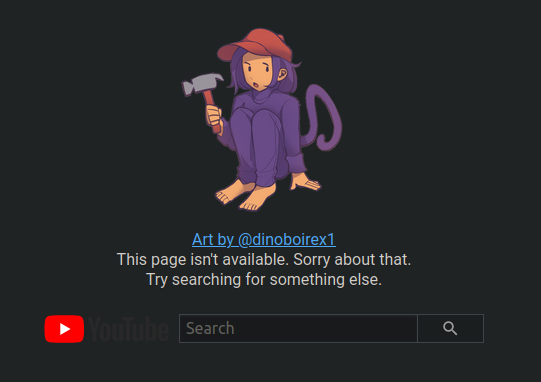 Art by @dinoboirex1
This page isn't available. Sorry about that.
Try searching for something else.
YouTube
Search